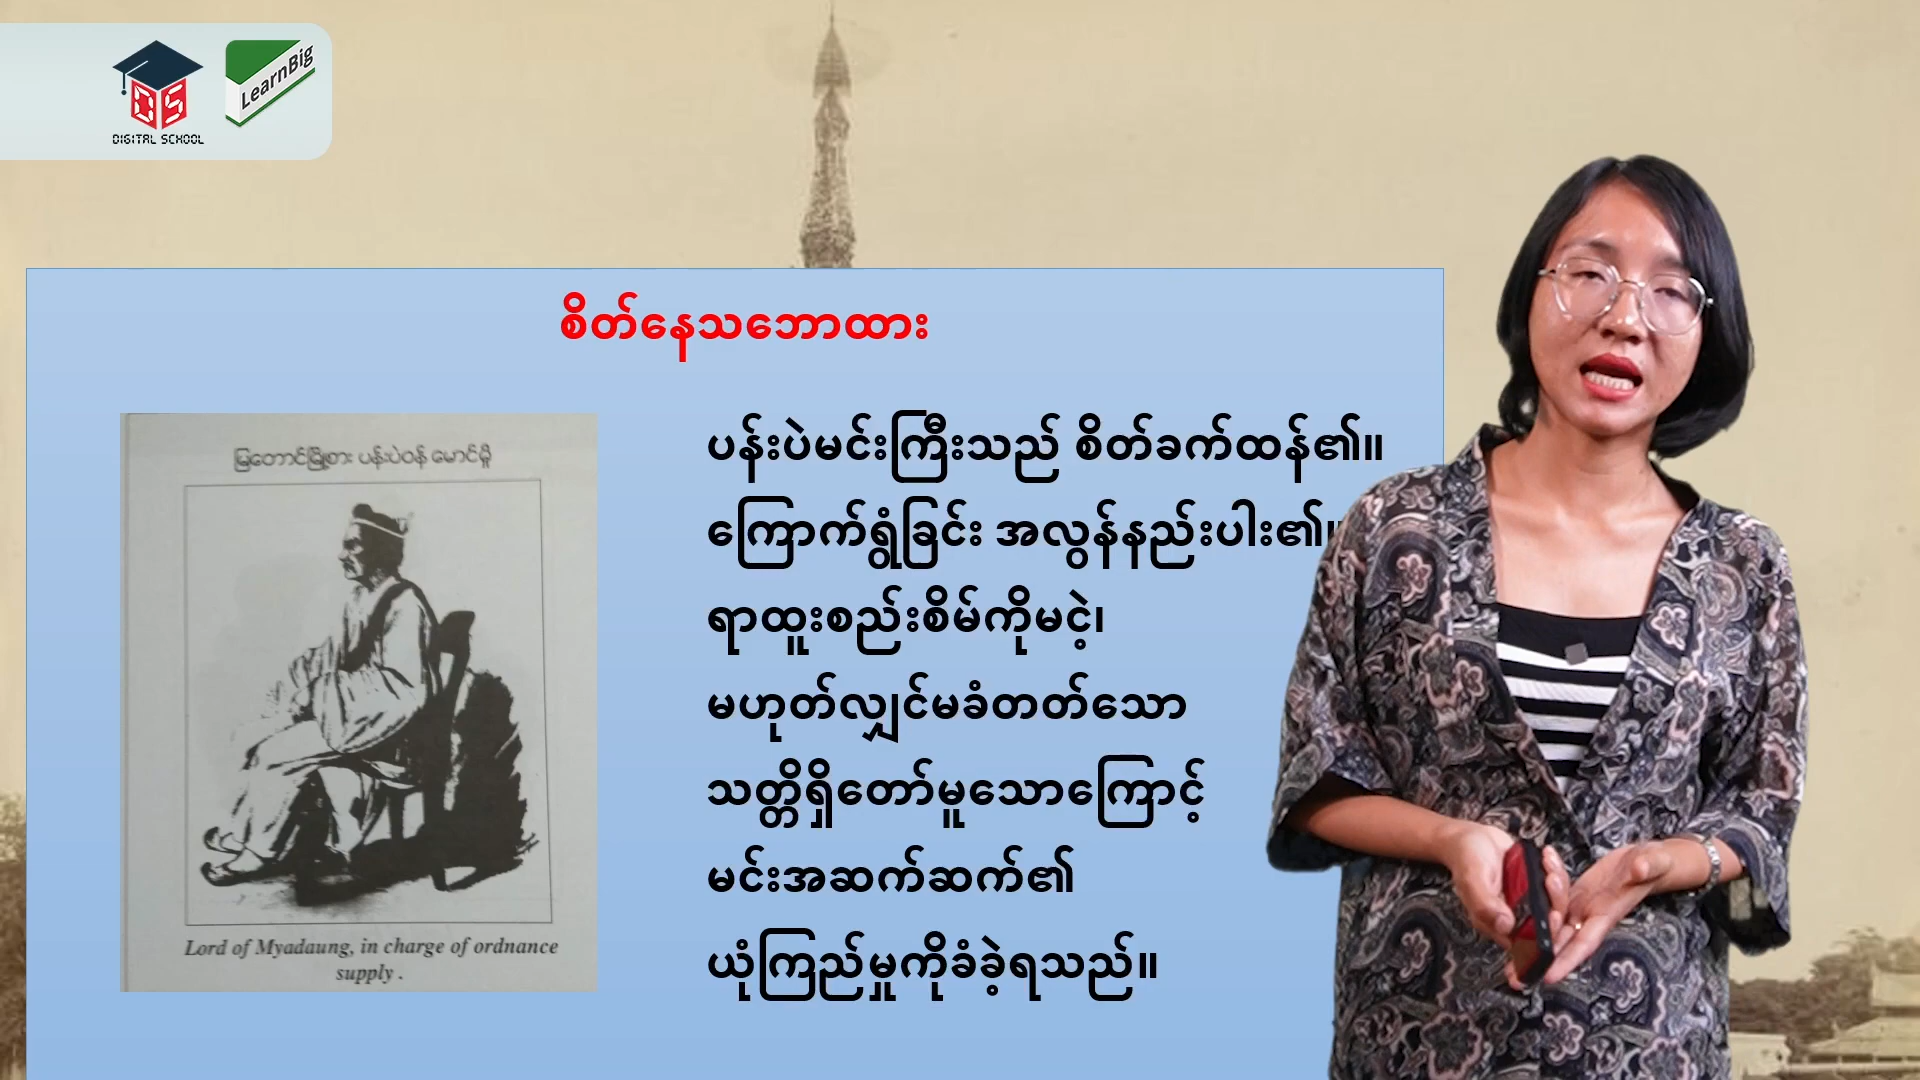 DIGITAL SCHOOL
LearnBig
စိတ်နေသဘောထား
မြတောင်မြို့စား ပန်းပဲဝန် မောင်မှို
Lord of Myadaung, in charge of ordnance
supply .
ပန်းပဲမင်းကြီးသည် စိတ်ခက်ထန်၏။
ကြောက်ရွံ့ခြင်း အလွန်နည်းပါး၏။
ရာထူးစည်းစိမ်ကိုမငဲ့၊
မဟုတ်လျှင်မခံတတ်သော
သတ္တိရှိတော်မူသောကြောင့်
မင်းအဆက်ဆက်၏
ယုံကြည်မှုကိုခံခဲ့ရသည်။